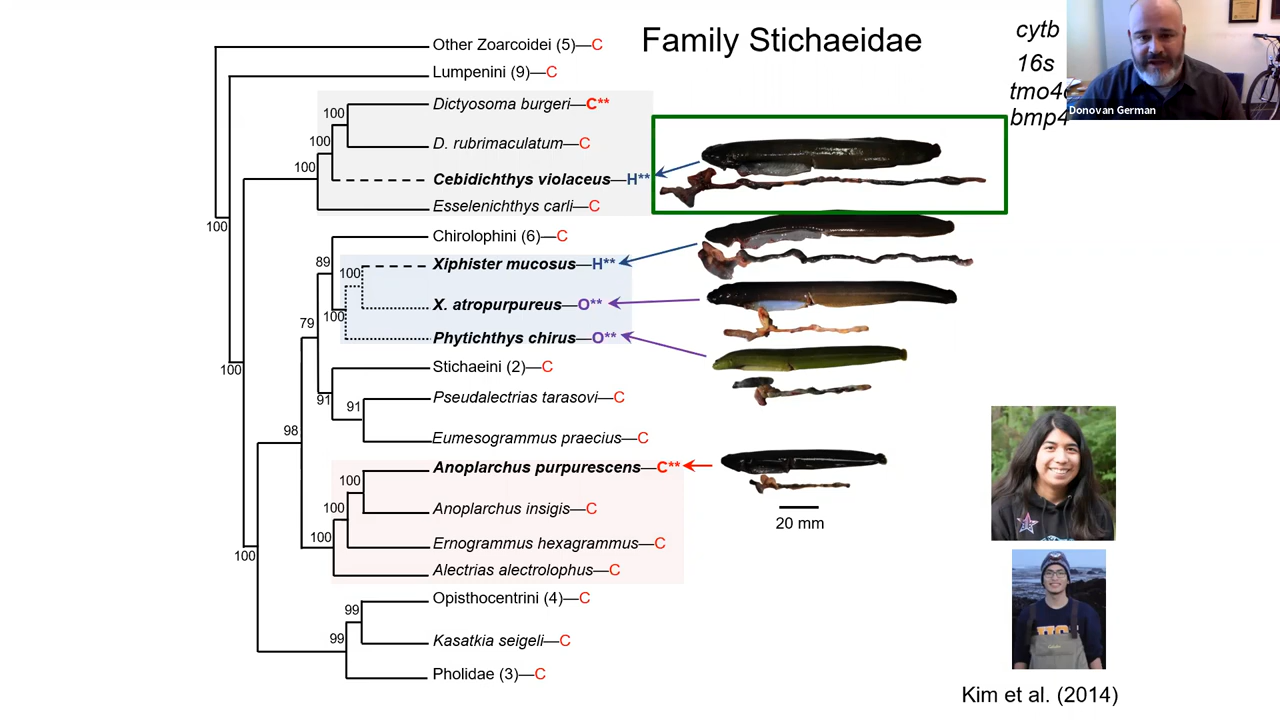 Family Stichaeidae
cytb
16s
tmo4c
bmp4
Donovan German
Other Zoarcoidei (5)—C
Lumpenini (9)—C
Dictyosoma burgeri—C**
D. rubrimaculatum—C
Cebidichthys violaceus—H**
Esselenichthys carli—C
Chirolophini (6)—C
Xiphister mucosus—H**
X. atropurpureus—O**
Phytichthys chirus—O**
Stichaeini (2)—C
Pseudalectrias tarasovi—C
Eumesogrammus praecius—C
Anoplarchus purpurescens—C**
Anoplarchus insigis—C
Ernogrammus hexagrammus—C
Alectrias alectrolophus—C
Opisthocentrini (4)—C
Kasatkia seigeli—C
Pholidae (3)—C
100
100
100
100
89
100
100
79
100
91
91
98
100
100
100
100
99
99
20 mm
Kim et al. (2014)